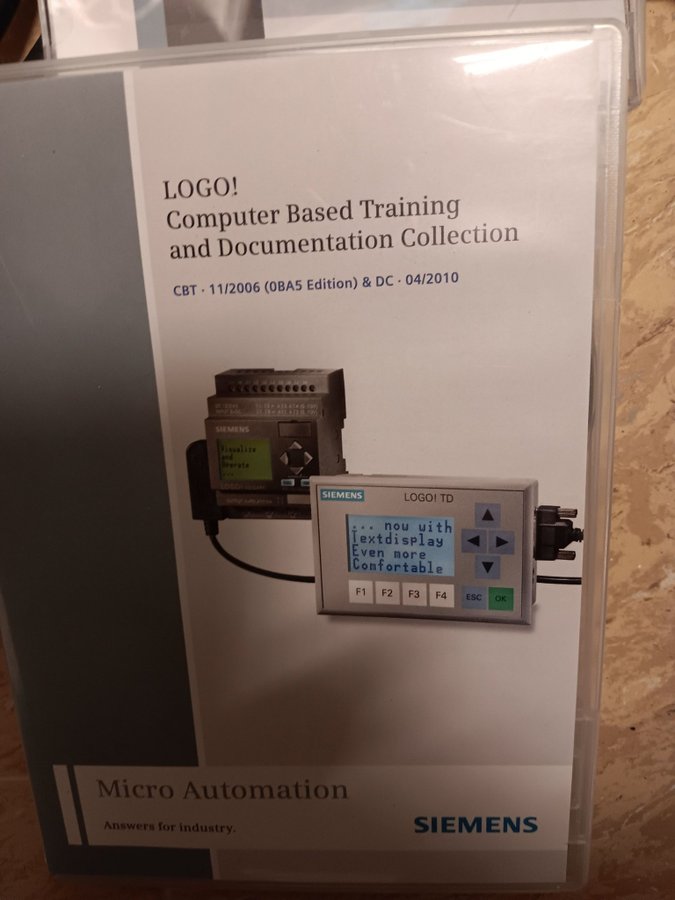 LOGO!
Computer Based Training
and Documentation Collection
CBT · 11/2006 (0BA5 Edition) & DC · 04/2010
SIEMENS
Visualize
and
Operate
...
SIEMENS
LOGO! TD
... now with
Textdisplay
Even more
Comfortable
F1 F2 F3 F4 ESC OK
Micro Automation
Answers for industry.
SIEMENS